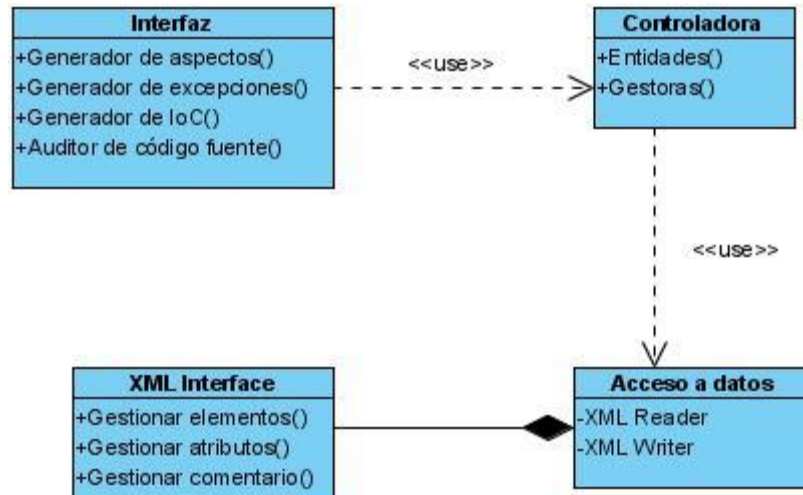 Interfaz
+Generador de aspectos()
+Generador de excepciones()
+Generador de IoC()
+Auditor de código fuente()
<<use>>
Controladora
+Entidades()
+Gestoras()
<<use>>
XML Interface
+Gestionar elementos()
+Gestionar atributos()
+Gestionar comentario()
Acceso a datos
-XML Reader
-XML Writer